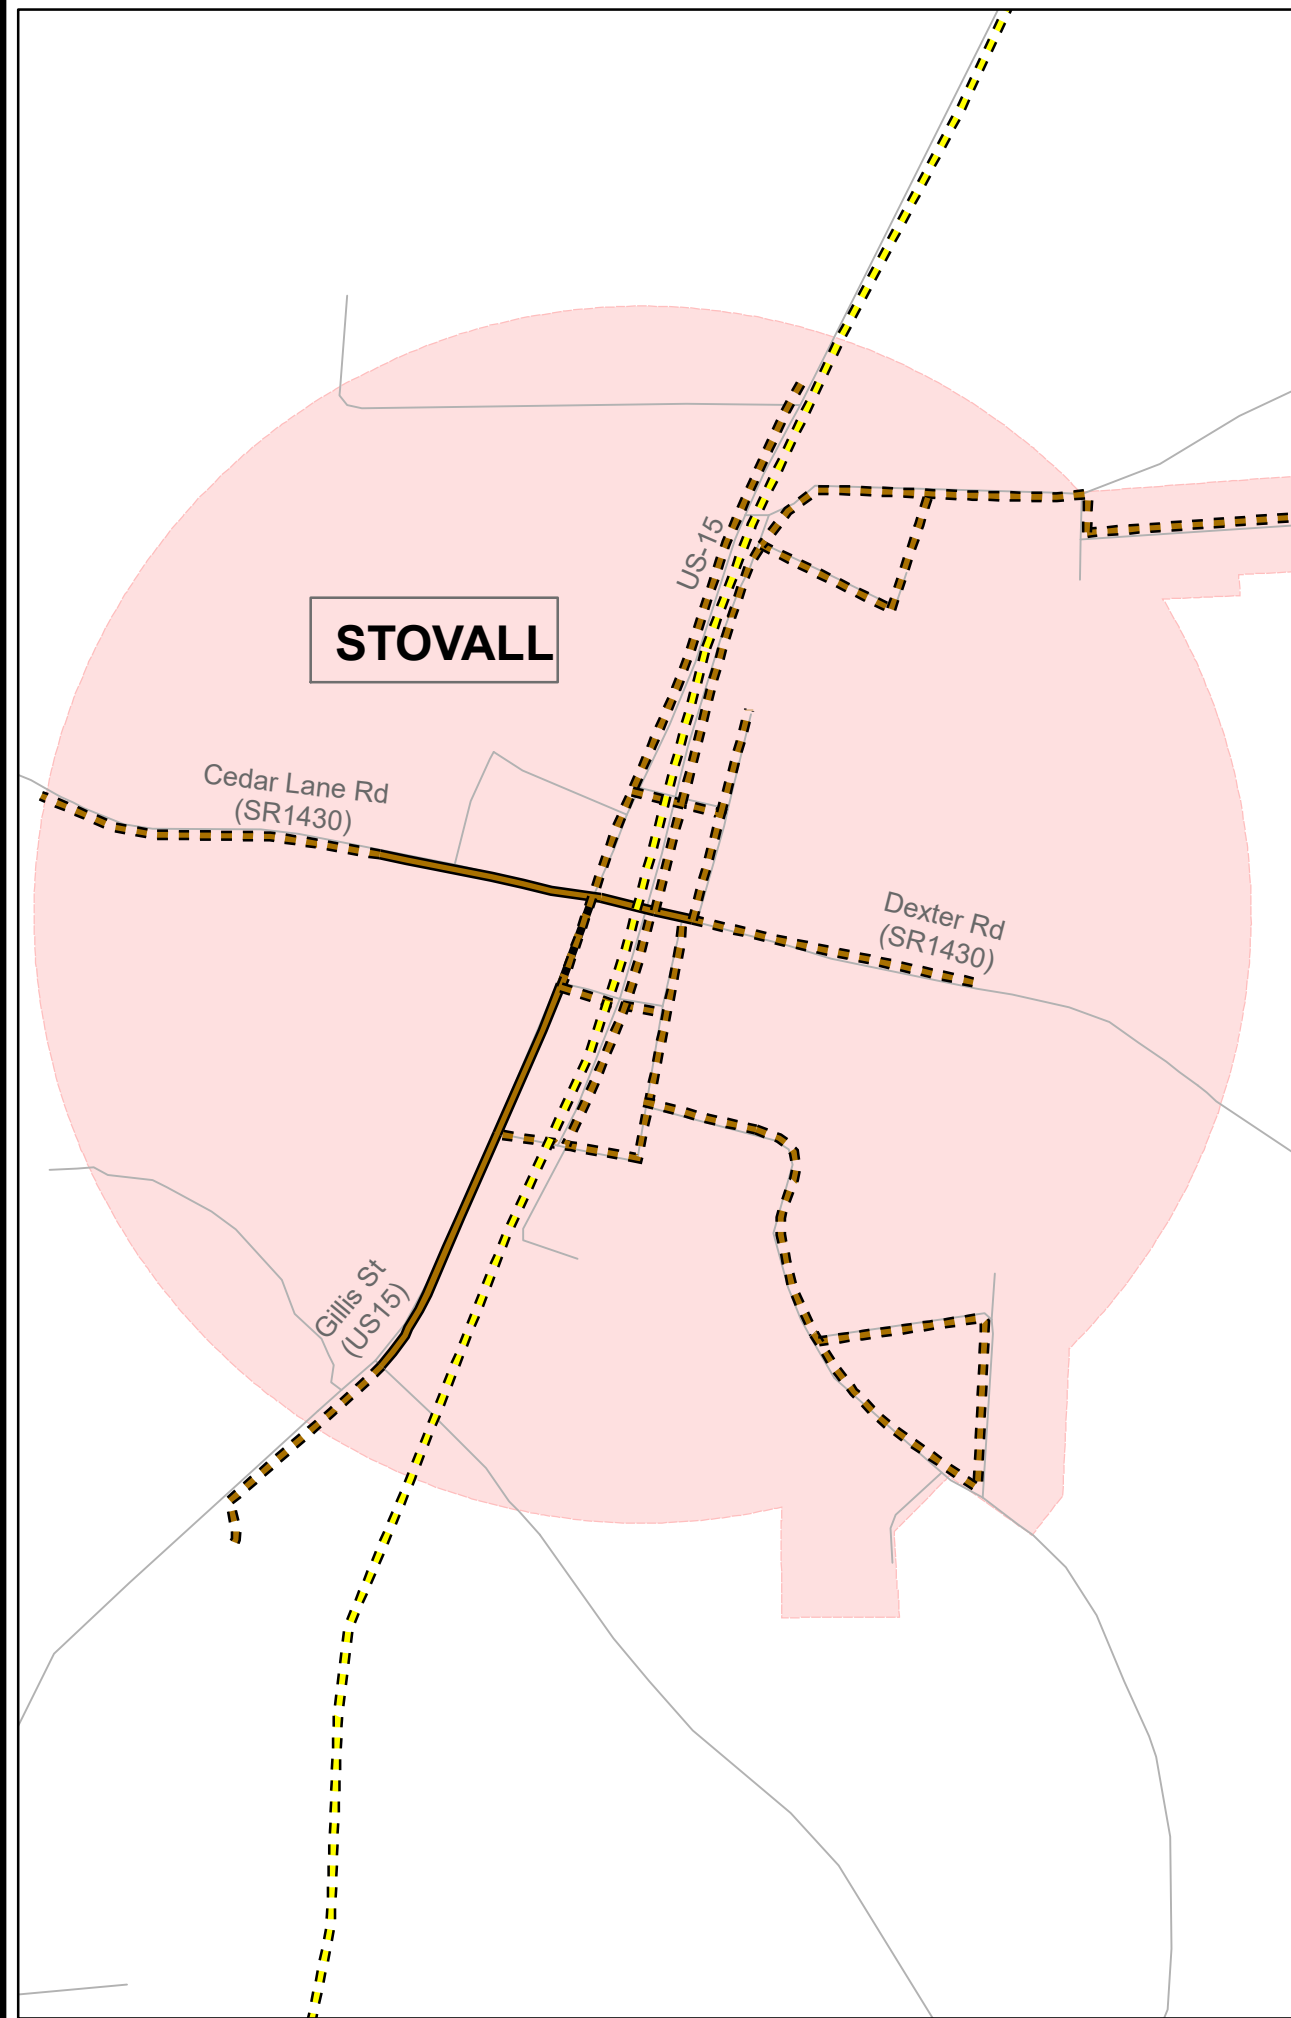 US-15
STOVALL
Cedar Lane Rd
(SR1430)
Dexter Rd
(SR1430)
Gillis St
(US15)